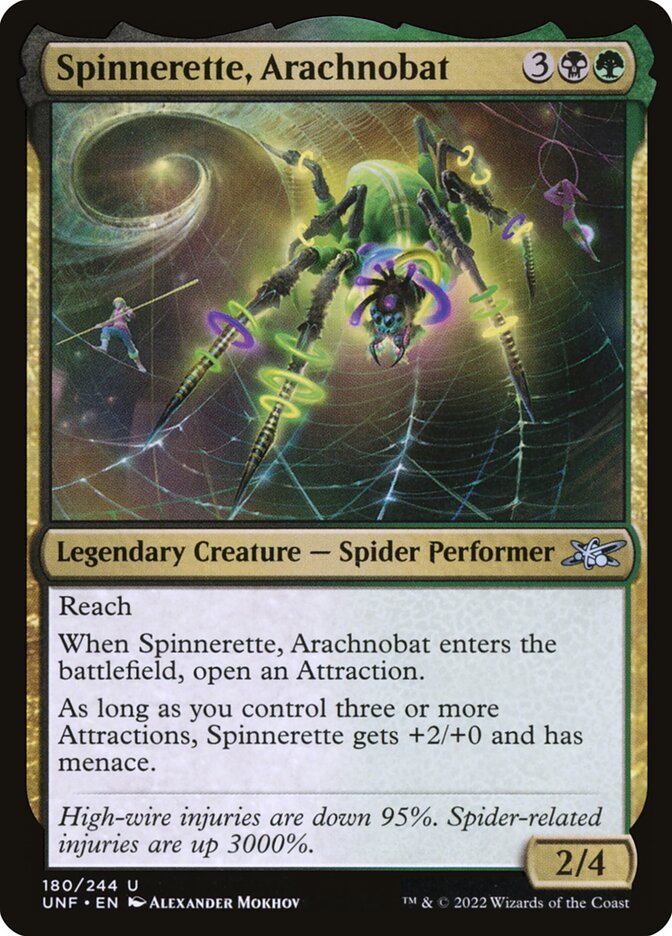 Spinnerette, Arachnobat
3
Legendary Creature — Spider Performer
Reach
When Spinnerette, Arachnobat enters the
battlefield, open an Attraction.
As long as you control three or more
Attractions, Spinnerette gets +2/+0 and has
menace.
High-wire injuries are down 95%. Spider-related
injuries are up 3000%.
2/4
180/244 U
UNF • EN Alexander Mokhov
™ & © 2022 Wizards of the Coast